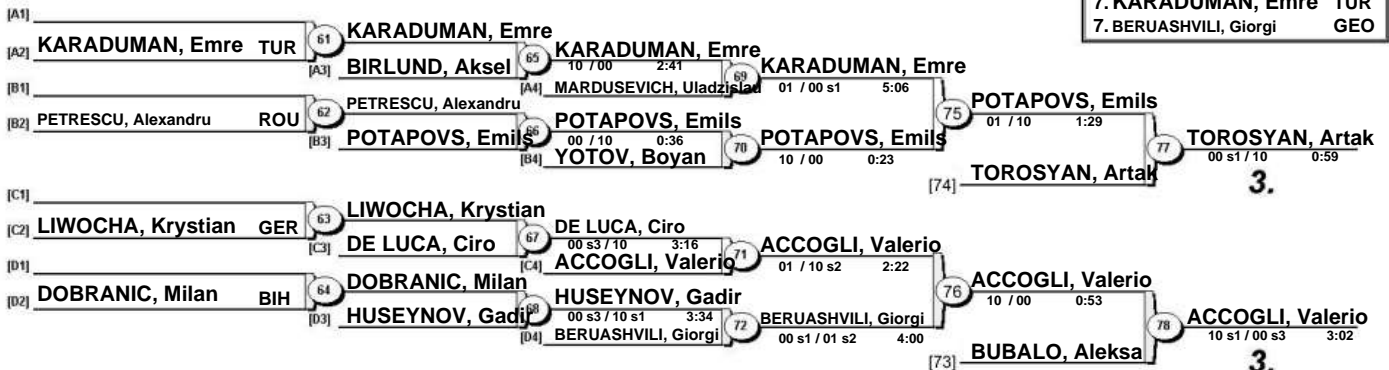 7. KARADUMAN, Emre TUR
7. BERUASHVILI, Giorgi GEO
[A1]
[A2] KARADUMAN, Emre TUR
61
KARADUMAN, Emre
[A3] BIRLUND, Aksel
65
KARADUMAN, Emre
10 / 00 2:41
[A4] MARDUSEVICH, Uladzislau
69
KARADUMAN, Emre
01 / 00 s1 5:06
[B1]
[B2] PETRESCU, Alexandru ROU
62
PETRESCU, Alexandru
[B3] POTAPOVS, Emils
66
POTAPOVS, Emils
00 / 10 0:36
[B4] YOTOV, Boyan
70
POTAPOVS, Emils
10 / 00 0:23
75
POTAPOVS, Emils
01 / 10 1:29
[74] TOROSYAN, Artak
77
TOROSYAN, Artak
00 s1 / 10 0:59
3.
[C1]
[C2] LIWOCHA, Krystian GER
63
LIWOCHA, Krystian
[C3] DE LUCA, Ciro
67
DE LUCA, Ciro
00 s3 / 10 3:16
[C4] ACCOGLI, Valerio
71
ACCOGLI, Valerio
01 / 10 s2 2:22
[D1]
[D2] DOBRANIC, Milan BIH
64
DOBRANIC, Milan
[D3] HUSEYNOV, Gadir
68
HUSEYNOV, Gadir
00 s3 / 10 s1 3:34
[D4] BERUASHVILI, Giorgi
72
BERUASHVILI, Giorgi
00 s1 / 01 s2 4:00
76
ACCOGLI, Valerio
10 / 00 0:53
[73] BUBALO, Aleksa
78
ACCOGLI, Valerio
10 s1 / 00 s3 3:02
3.